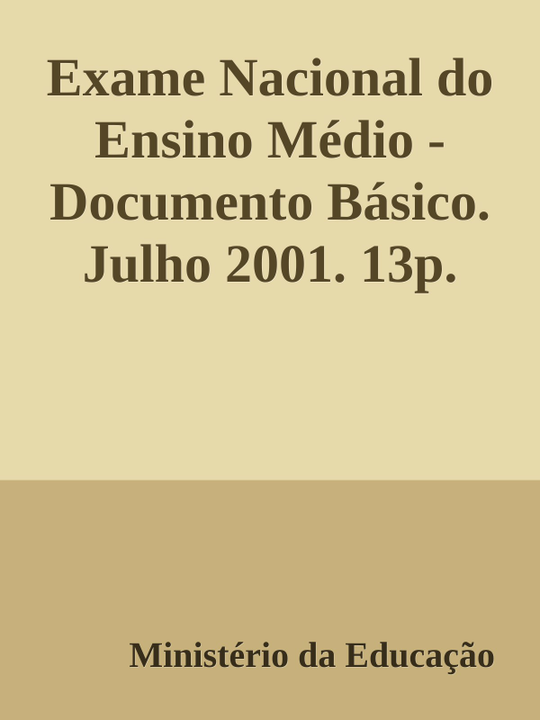 Exame Nacional do
Ensino Médio -
Documento Básico.
Julho 2001. 13p.
Ministério da Educação